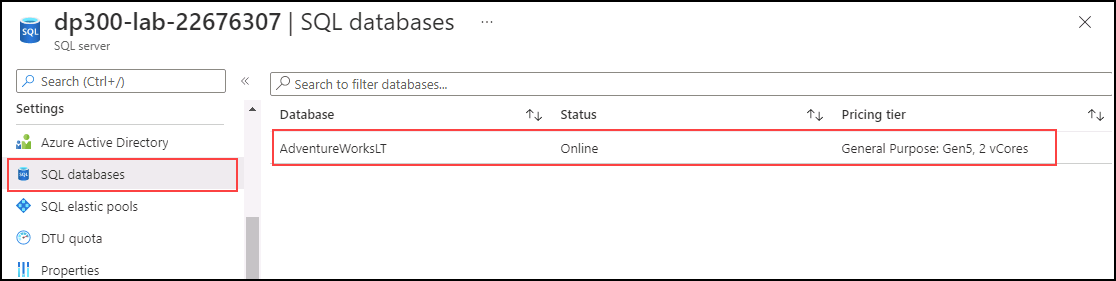 dp300-lab-22676307 | SQL databases ...
SQL
SQL server
Search (Ctrl+/)
«
Settings
Azure Active Directory
SQL databases
SQL elastic pools
DTU quota
Properties
Search to filter databases...
Database Status Pricing tier
AdventureWorksLT Online General Purpose: Gen5, 2 vCores